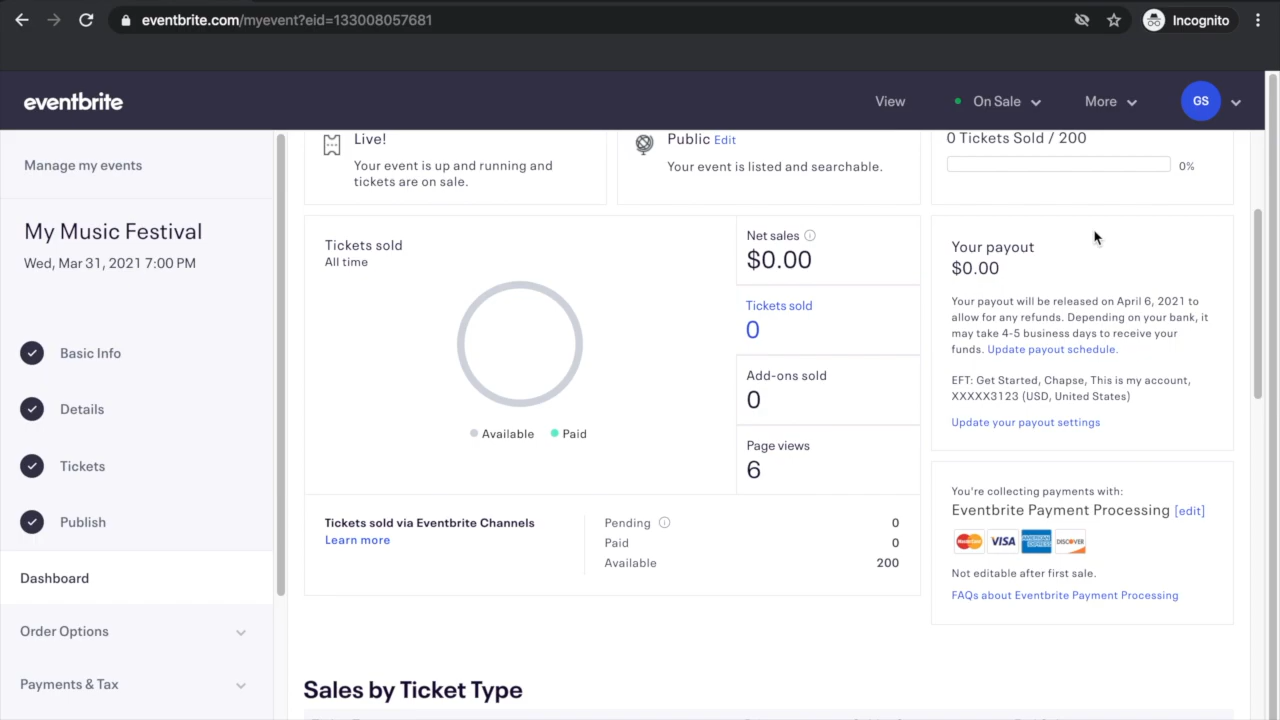 eventbrite.com/myevent?eid=133008057681
Incognito
eventbrite
View
On Sale
More
GS
Manage my events
My Music Festival
Wed, Mar 31, 2021 7:00 PM
Basic Info
Details
Tickets
Publish
Dashboard
Order Options
Payments & Tax
Live!
Your event is up and running and
tickets are on sale.
Public Edit
Your event is listed and searchable.
0 Tickets Sold / 200
0%
Tickets sold
All time
Available
Paid
Net sales
$0.00
Tickets sold
0
Add-ons sold
0
Page views
6
Tickets sold via Eventbrite Channels
Learn more
Pending 0
Paid 0
Available 200
Your payout
$0.00
Your payout will be released on April 6, 2021 to
allow for any refunds. Depending on your bank, it
may take 4-5 business days to receive your
funds. Update payout schedule.
EFT: Get Started, Chapse, This is my account,
XXXXX3123 (USD, United States)
Update your payout settings
You're collecting payments with:
Eventbrite Payment Processing [edit]
MasterCard VISA AMERICAN EXPRESS DISCOVER
Not editable after first sale.
FAQs about Eventbrite Payment Processing
Sales by Ticket Type